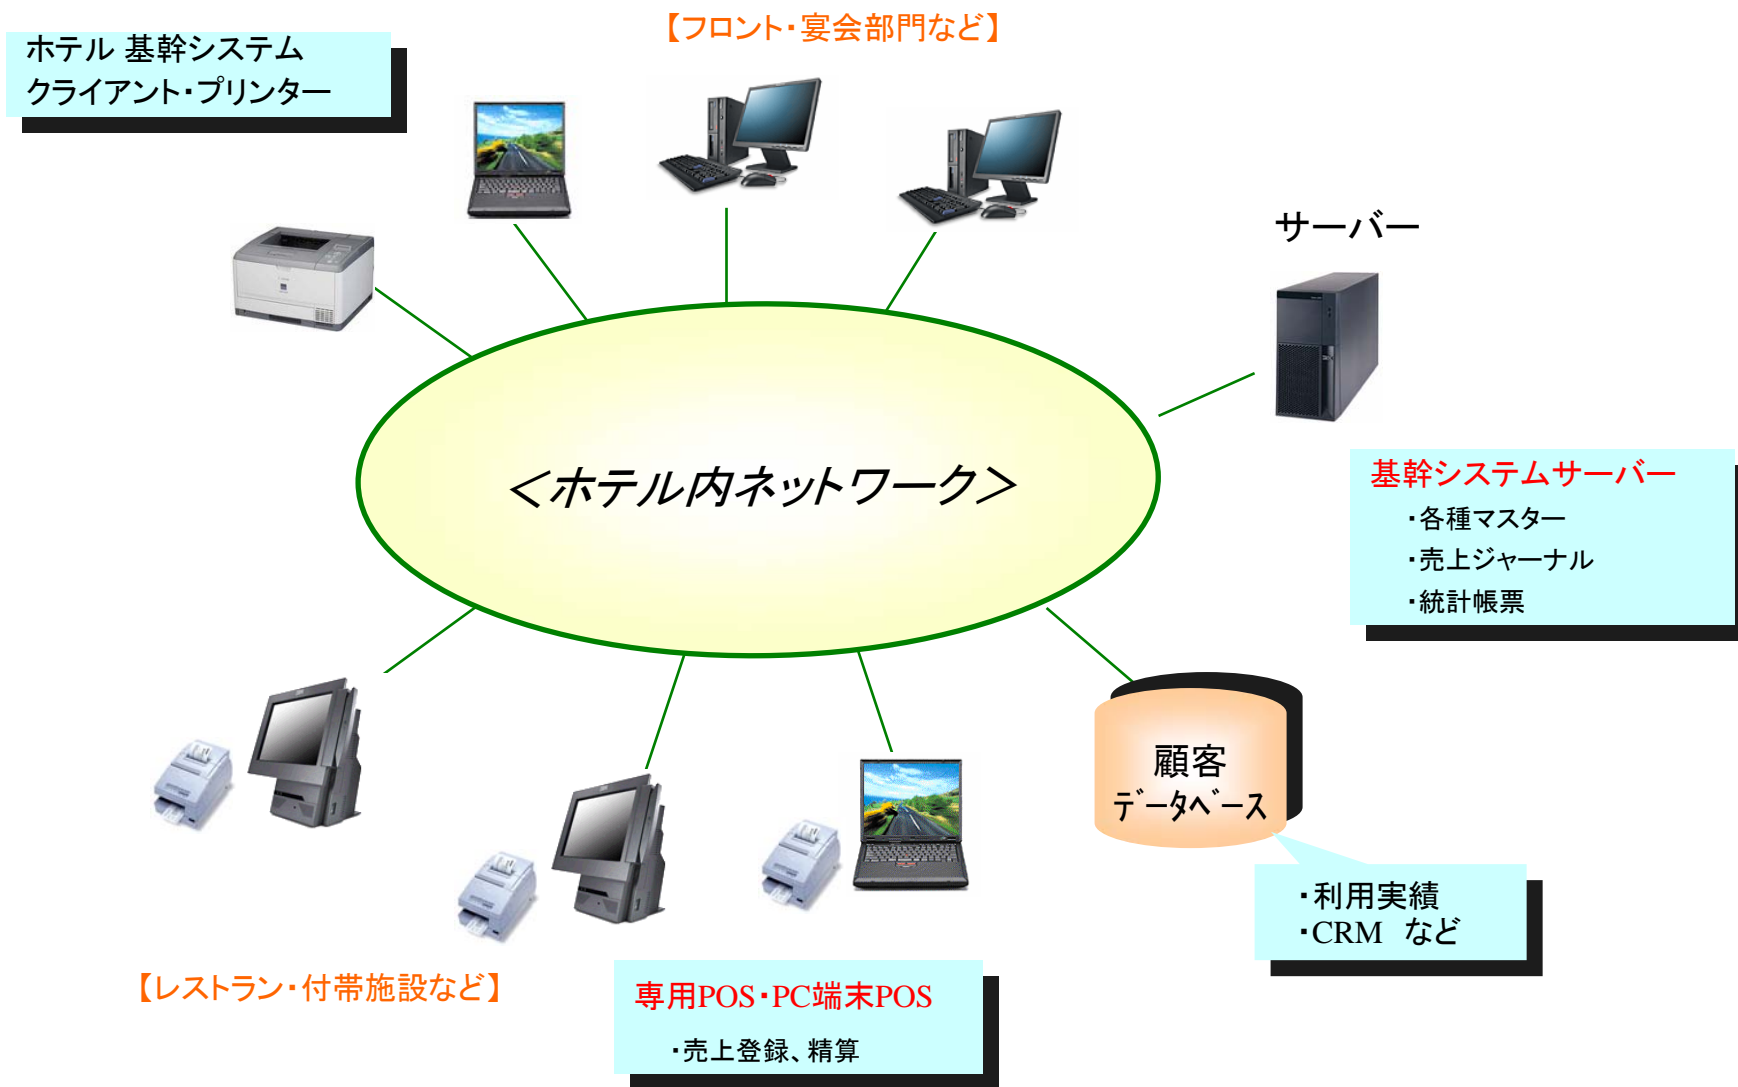 【フロント・宴会部門など】
ホテル 基幹システム
クライアント・プリンター
サーバー
＜ホテル内ネットワーク＞
基幹システムサーバー
・各種マスター
・売上ジャーナル
・統計帳票
顧客
ﾃﾞｰﾀﾍﾞｰｽ
・利用実績
・CRM　など
【レストラン・付帯施設など】
専用POS・PC端末POS
・売上登録、精算